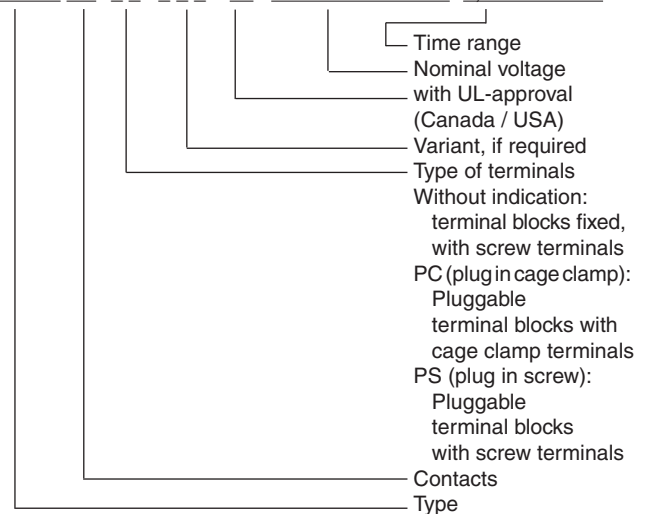 Time range
Nominal voltage
with UL-approval
(Canada / USA)
Variant, if required
Type of terminals
Without indication:
terminal blocks fixed,
with screw terminals
PC (plug in cage clamp):
Pluggable
terminal blocks with
cage clamp terminals
PS (plug in screw):
Pluggable
terminal blocks
with screw terminals
Contacts
Type